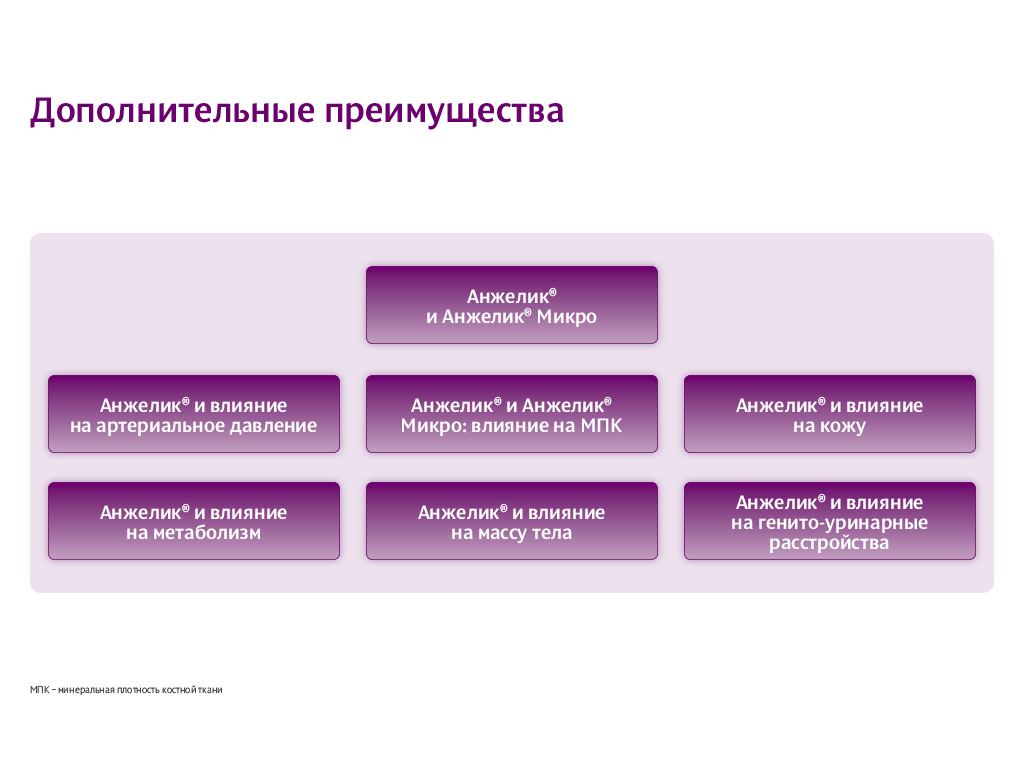 Дополнительные преимущества
Анжелик®
и Анжелик® Микро
Анжелик® и влияние
на артериальное давление
Анжелик® и Анжелик®
Микро: влияние на МПК
Анжелик® и влияние
на кожу
Анжелик® и влияние
на метаболизм
Анжелик® и влияние
на массу тела
Анжелик® и влияние
на генито-уринарные
расстройства
МПК – минеральная плотность костной ткани